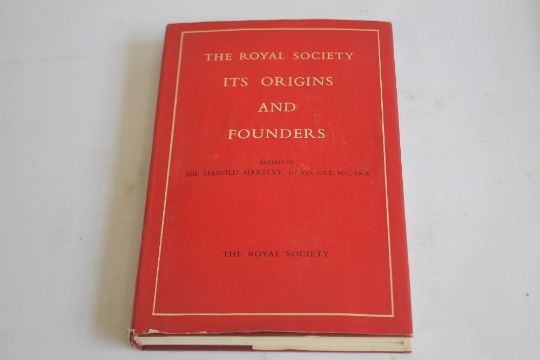 THE ROYAL SOCIETY
ITS ORIGINS
AND
FOUNDERS
EDITED BY
SIR HAROLD HARTLEY, G.C.V.O., C.B.E., M.C., F.R.S.
THE ROYAL SOCIETY